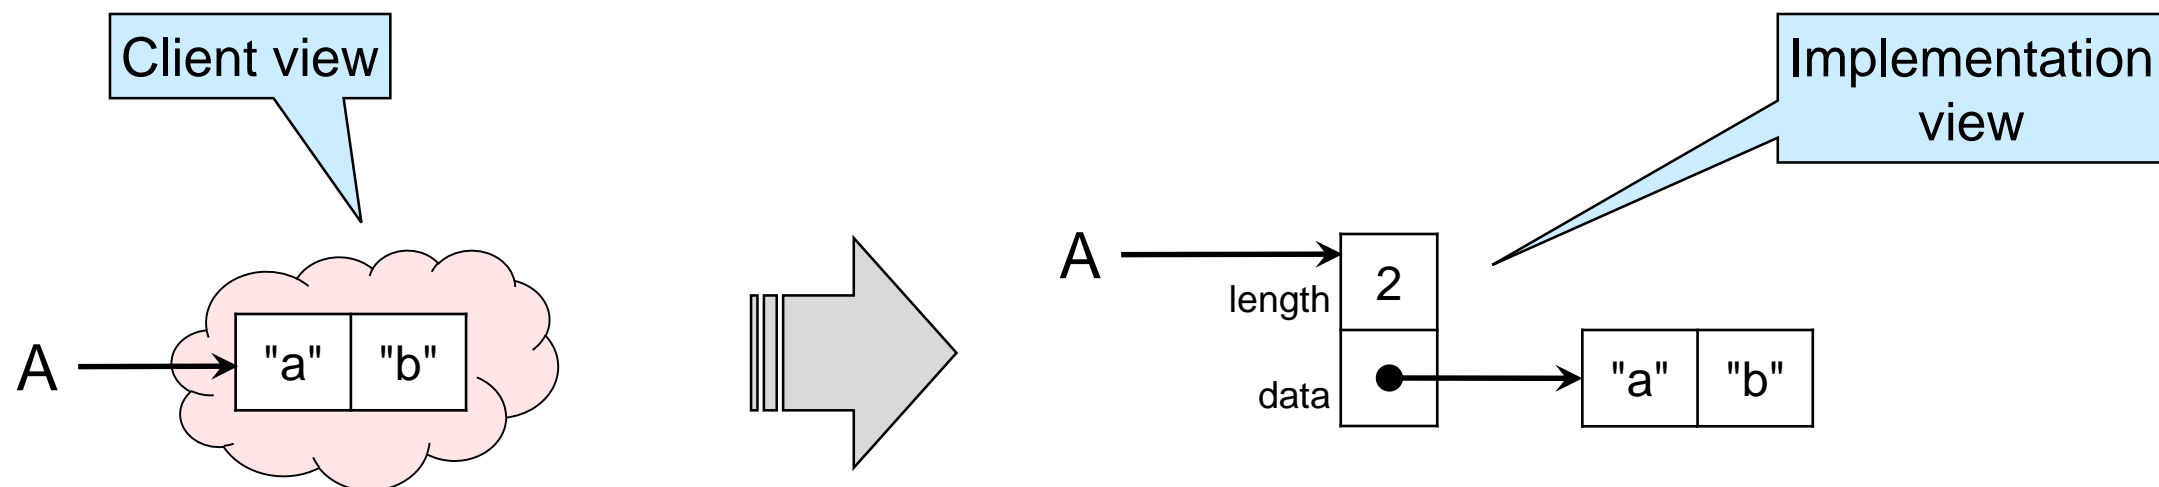 Client view
A
"a" "b"
Implementation
view
A
length
2
data
"a" "b"